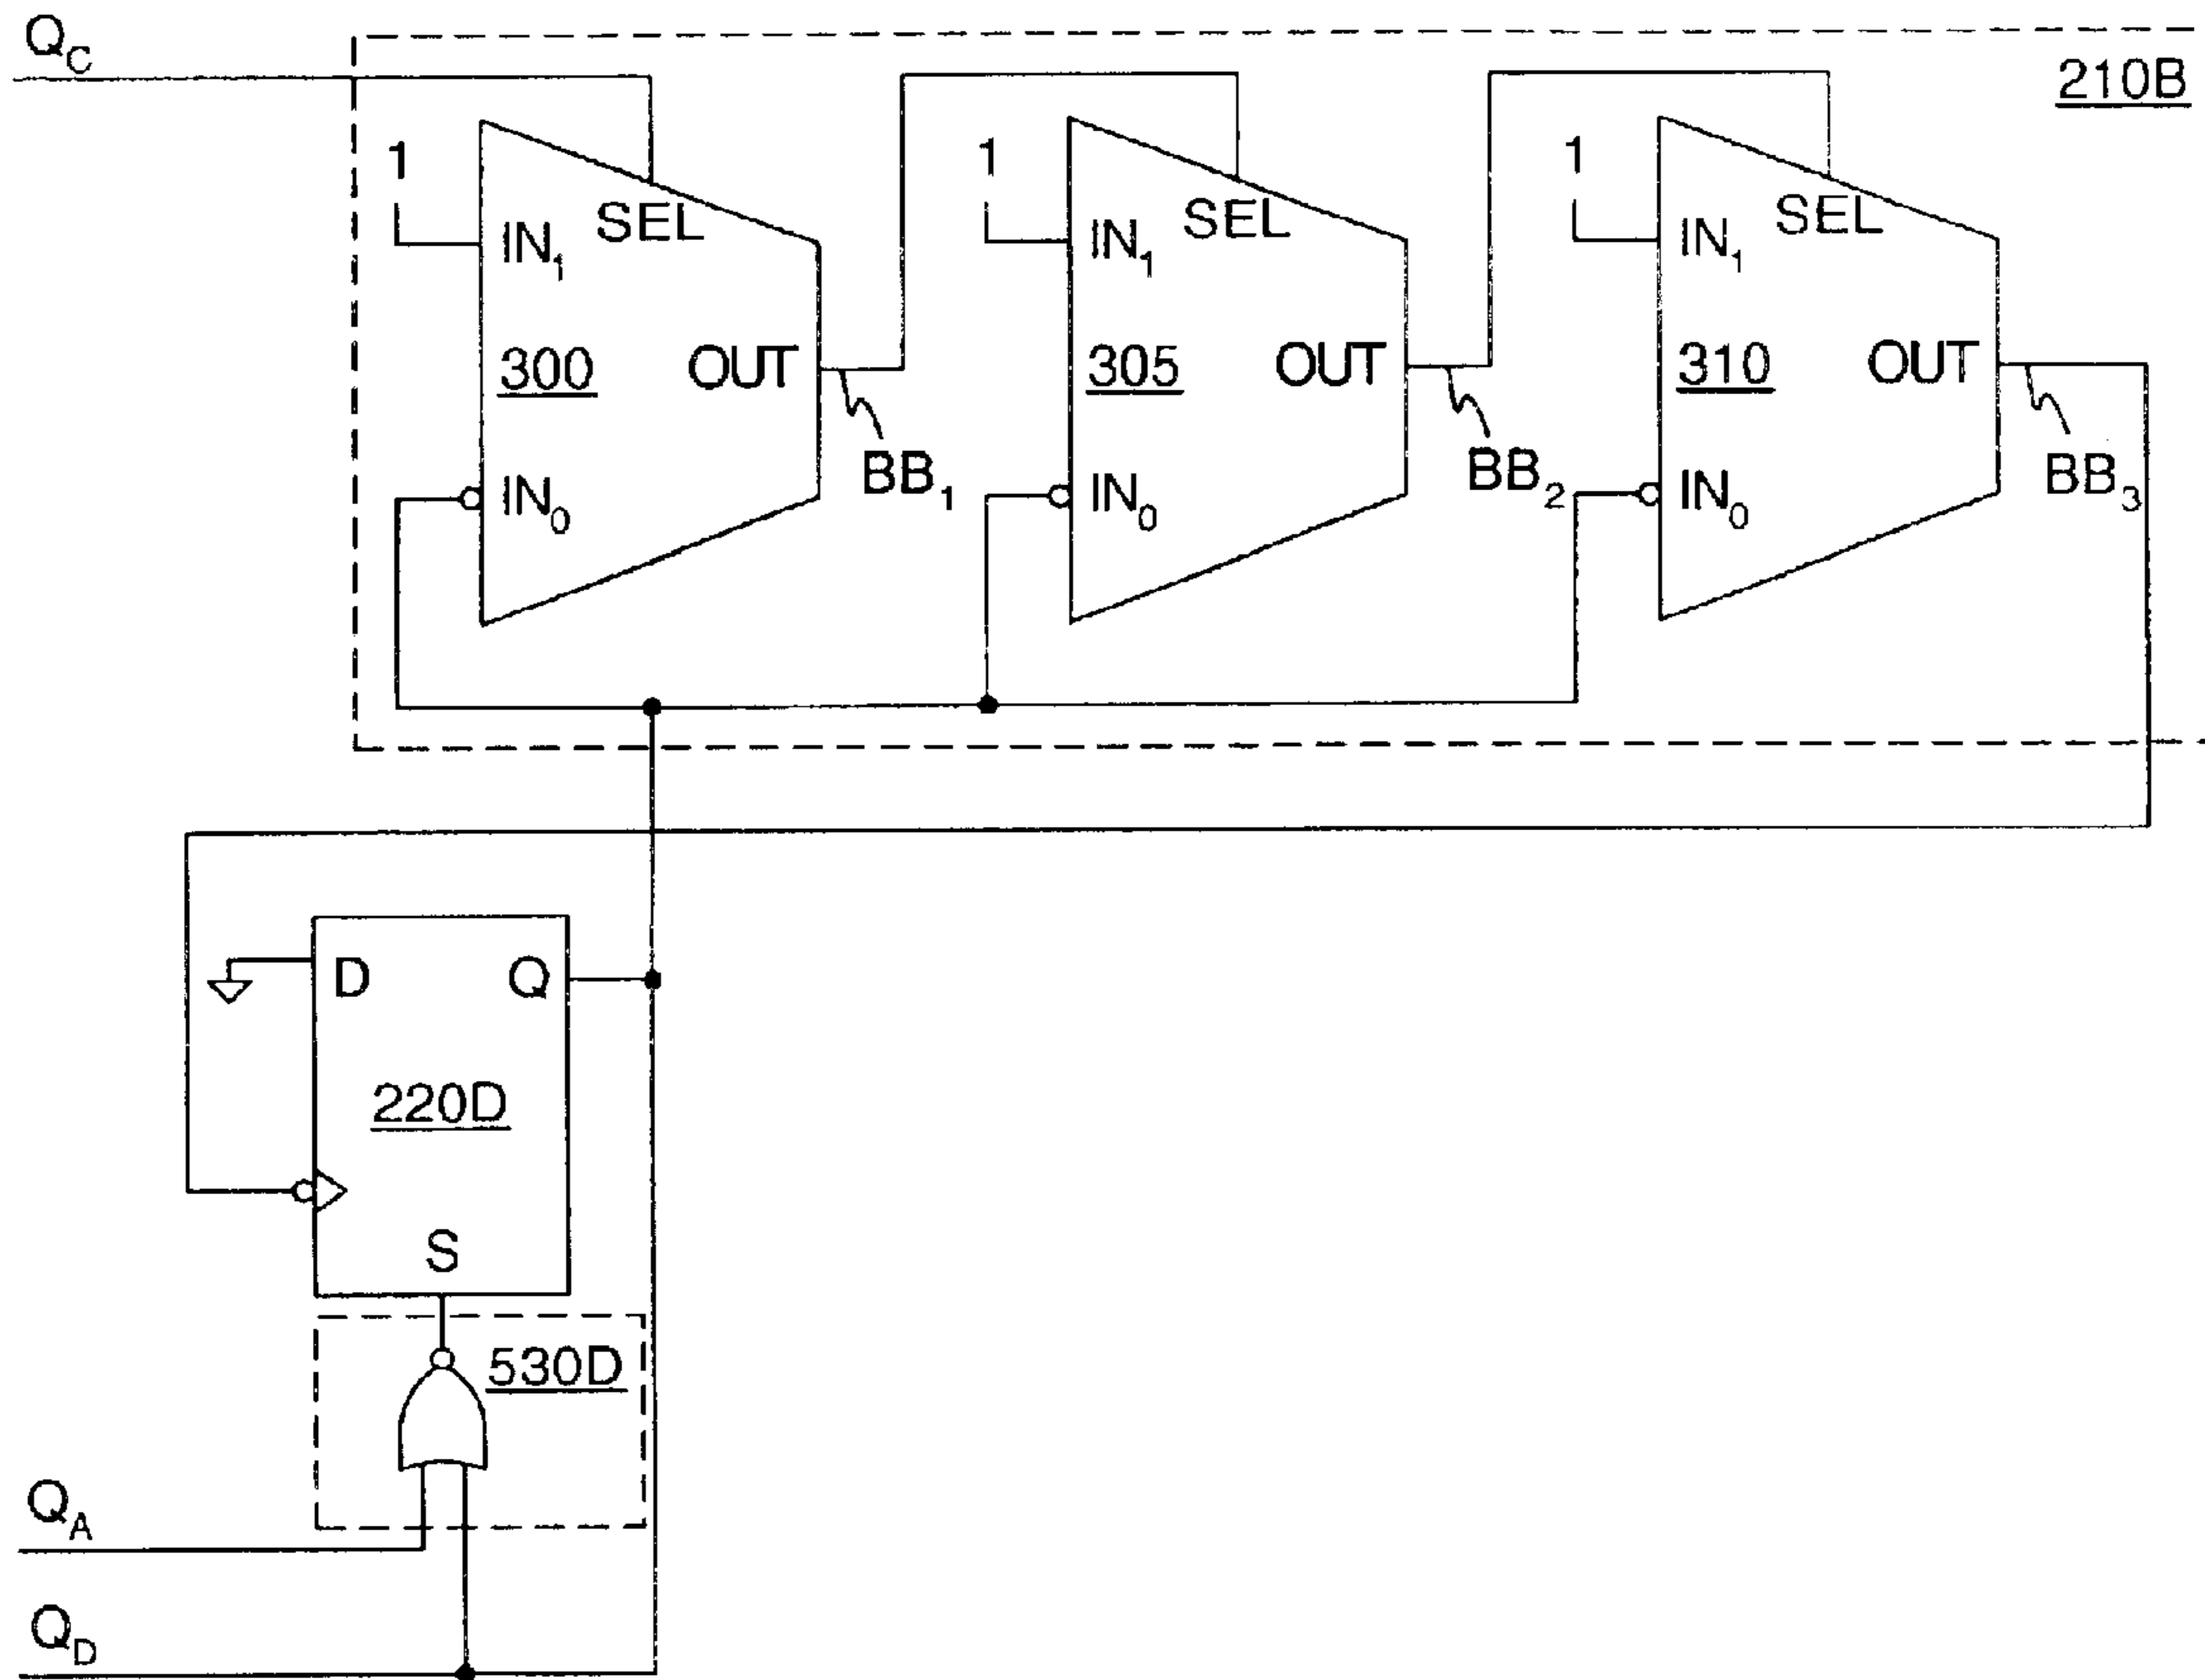 Q_C
210B
1
1
1
IN_1
SEL
IN_1
SEL
IN_1
SEL
300
OUT
305
OUT
310
OUT
BB_1
BB_2
BB_3
IN_0
IN_0
IN_0
D
Q
220D
S
530D
Q_A
Q_D